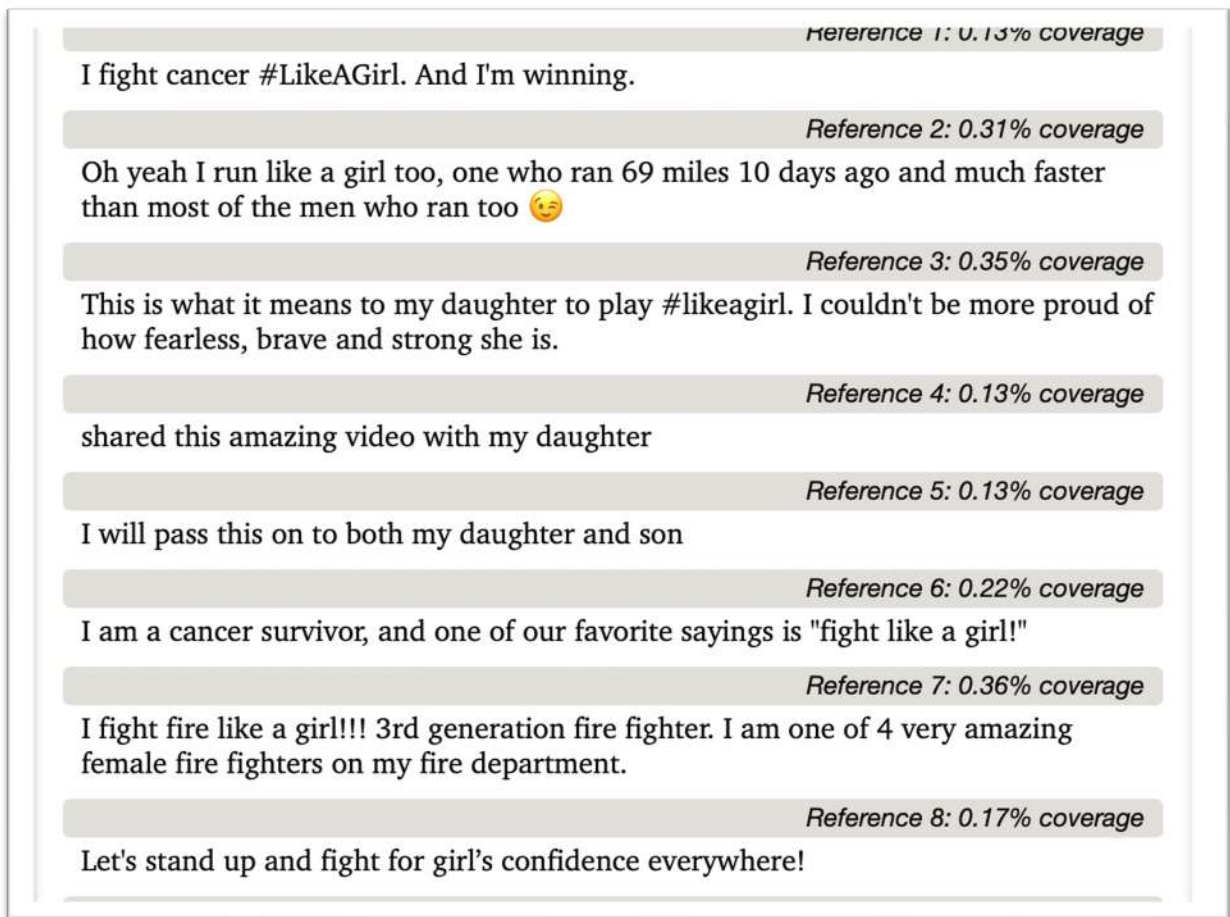 Reference 1: 0.13% coverage
I fight cancer #LikeAGirl. And I'm winning.
Reference 2: 0.31% coverage
Oh yeah I run like a girl too, one who ran 69 miles 10 days ago and much faster
than most of the men who ran too 😉
Reference 3: 0.35% coverage
This is what it means to my daughter to play #likeagirl. I couldn't be more proud of
how fearless, brave and strong she is.
Reference 4: 0.13% coverage
shared this amazing video with my daughter
Reference 5: 0.13% coverage
I will pass this on to both my daughter and son
Reference 6: 0.22% coverage
I am a cancer survivor, and one of our favorite sayings is "fight like a girl!"
Reference 7: 0.36% coverage
I fight fire like a girl!!! 3rd generation fire fighter. I am one of 4 very amazing
female fire fighters on my fire department.
Reference 8: 0.17% coverage
Let's stand up and fight for girl’s confidence everywhere!